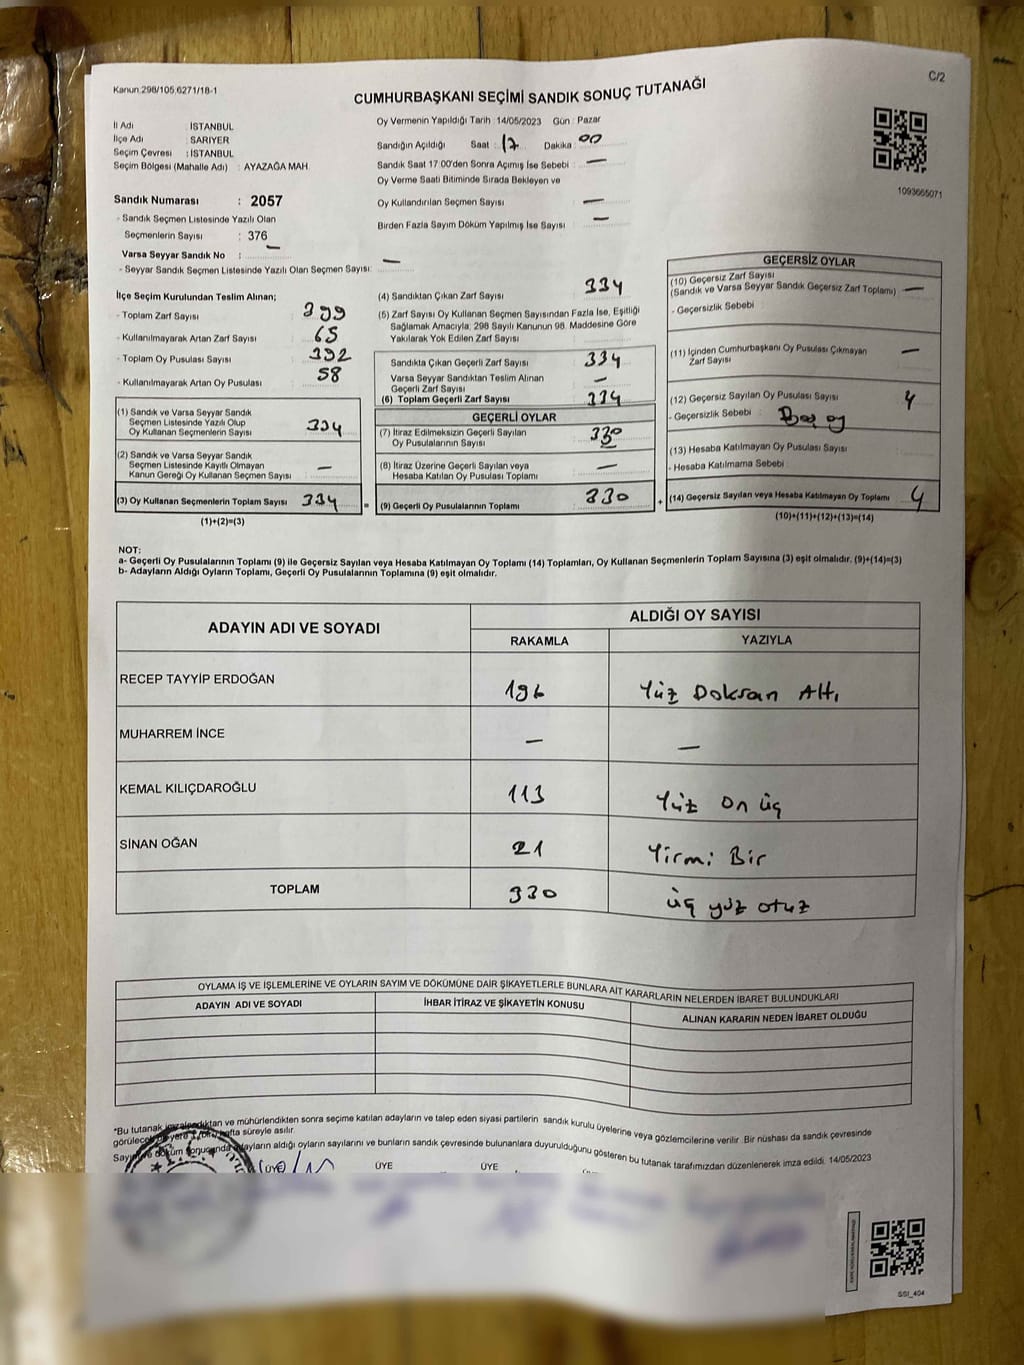 Kanun 298/105,6271/18-1
C/2
CUMHURBAŞKANI SEÇİMİ SANDIK SONUÇ TUTANAĞI
İl Adı : İSTANBUL
İlçe Adı : SARIYER
Seçim Çevresi : İSTANBUL
Seçim Bölgesi (Mahalle Adı) : AYAZAĞA MAH.
Oy Vermenin Yapıldığı Tarih : 14/05/2023 Gün : Pazar
Sandığın Açıldığı Saat : 17 Dakika : 00
Sandık Saat 17:00'den Sonra Açımış İse Sebebi : —
Oy Verme Saati Bitiminde Sırada Bekleyen ve
Oy Kullandırılan Seçmen Sayısı —
Birden Fazla Sayım Döküm Yapılmış İse Sayısı : —
1093665071
Sandık Numarası : 2057
- Sandık Seçmen Listesinde Yazılı Olan
Seçmenlerin Sayısı : 376
Varsa Seyyar Sandık No : —
- Seyyar Sandık Seçmen Listesinde Yazılı Olan Seçmen Sayısı: —
İlçe Seçim Kurulundan Teslim Alınan;
- Toplam Zarf Sayısı : 399
- Kullanılmayarak Artan Zarf Sayısı : 65
- Toplam Oy Pusulası Sayısı : 392
- Kullanılmayarak Artan Oy Pusulası : 58
(1) Sandık ve Varsa Seyyar Sandık
Seçmen Listesinde Yazılı Olup
Oy Kullanan Seçmenlerin Sayısı : 334
(2) Sandık ve Varsa Seyyar Sandık
Seçmen Listesinde Kayıtlı Olmayan
Kanun Gereği Oy Kullanan Seçmen Sayısı : —
(3) Oy Kullanan Seçmenlerin Toplam Sayısı : 334
(1)+(2)=(3)
(4) Sandıktan Çıkan Zarf Sayısı : 334
(5) Zarf Sayısı Oy Kullanan Seçmen Sayısından Fazla İse, Eşitliği
Sağlamak Amacıyla; 298 Sayılı Kanunun 98. Maddesine Göre
Yakılarak Yok Edilen Zarf Sayısı :
Sandıkta Çıkan Geçerli Zarf Sayısı : 334
Varsa Seyyar Sandıktan Teslim Alınan
Geçerli Zarf Sayısı : —
(6) Toplam Geçerli Zarf Sayısı : 334
GEÇERLİ OYLAR
(7) İtiraz Edilmeksizin Geçerli Sayılan
Oy Pusulalarının Sayısı : 330
(8) İtiraz Üzerine Geçerli Sayılan veya
Hesaba Katılan Oy Pusulası Toplamı : —
= (9) Geçerli Oy Pusulalarının Toplamı : 330
GEÇERSİZ OYLAR
(10) Geçersiz Zarf Sayısı
(Sandık ve Varsa Seyyar Sandık Geçersiz Zarf Toplamı) : —
- Geçersizlik Sebebi :
(11) İçinden Cumhurbaşkanı Oy Pusulası Çıkmayan
Zarf Sayısı : —
(12) Geçersiz Sayılan Oy Pusulası Sayısı : 4
- Geçersizlik Sebebi : Boş oy
(13) Hesaba Katılmayan Oy Pusulası Sayısı :
- Hesaba Katılmama Sebebi :
+ (14) Geçersiz Sayılan veya Hesaba Katılmayan Oy Toplamı : 4
(10)+(11)+(12)+(13)=(14)
NOT:
a- Geçerli Oy Pusulalarının Toplamı (9) ile Geçersiz Sayılan veya Hesaba Katılmayan Oy Toplamı (14) Toplamları, Oy Kullanan Seçmenlerin Toplam Sayısına (3) eşit olmalıdır. (9)+(14)=(3)
b- Adayların Aldığı Oyların Toplamı, Geçerli Oy Pusulalarının Toplamına (9) eşit olmalıdır.
ADAYIN ADI VE SOYADI
ALDIĞI OY SAYISI
RAKAMLA YAZIYLA
RECEP TAYYİP ERDOĞAN 196 Yüz Doksan Altı
MUHARREM İNCE — —
KEMAL KILIÇDAROĞLU 113 Yüz on üç
SİNAN OĞAN 21 Yirmi Bir
TOPLAM 330 üç yüz otuz
OYLAMA İŞ VE İŞLEMLERİNE VE OYLARIN SAYIM VE DÖKÜMÜNE DAİR ŞİKAYETLERLE BUNLARA AİT KARARLARIN NELERDEN İBARET BULUNDUKLARI
ADAYIN ADI VE SOYADI İHBAR İTİRAZ VE ŞİKAYETİN KONUSU ALINAN KARARIN NEDEN İBARET OLDUĞU
*Bu tutanak imzalandıktan ve mühürlendikten sonra seçime katılan adayların ve talep eden siyasi partilerin sandık kurulu üyelerine veya gözlemcilerine verilir. Bir nüshası da sandık çevresinde
görülecek bir yere 1 bir hafta süreyle asılır.
Sayım ve döküm sonucunda adayların aldığı oyların sayılarını ve bunların sandık çevresinde bulunanlara duyurulduğunu gösteren bu tutanak tarafımızdan düzenlenerek imza edildi. 14/05/2023
ÜYE ÜYE ÜYE
SSI_404